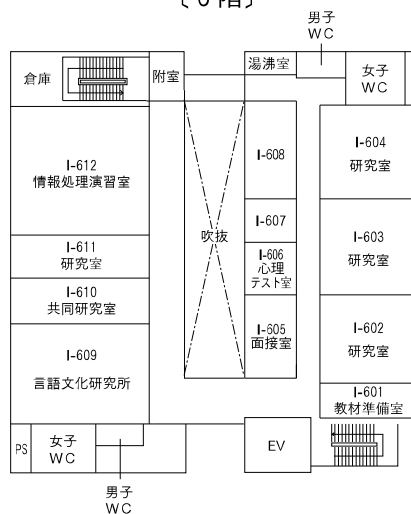 〔6階〕
男子
WC
倉庫
附室
湯沸室
女子
WC
I-612
情報処理演習室
I-608
I-604
研究室
I-607
吹抜
I-611
研究室
I-606
心理
テスト室
I-603
研究室
I-610
共同研究室
I-605
面接室
I-602
研究室
I-609
言語文化研究所
I-601
教材準備室
PS
女子
WC
EV
男子
WC